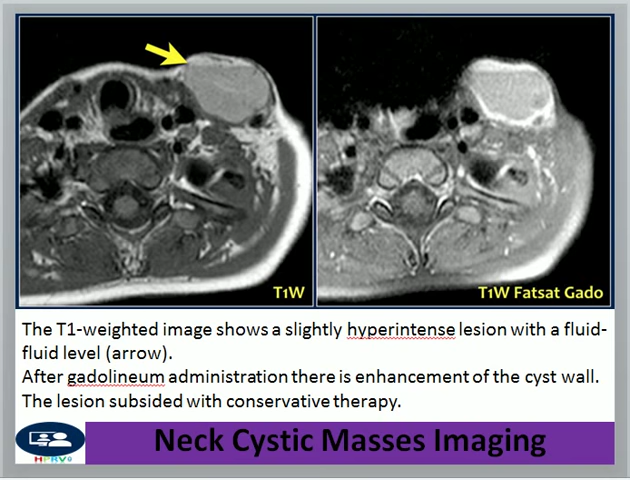 T1W
T1W Fatsat Gado
The T1-weighted image shows a slightly hyperintense lesion with a fluid-
fluid level (arrow).
After gadolineum administration there is enhancement of the cyst wall.
The lesion subsided with conservative therapy.
HPRV
Neck Cystic Masses Imaging